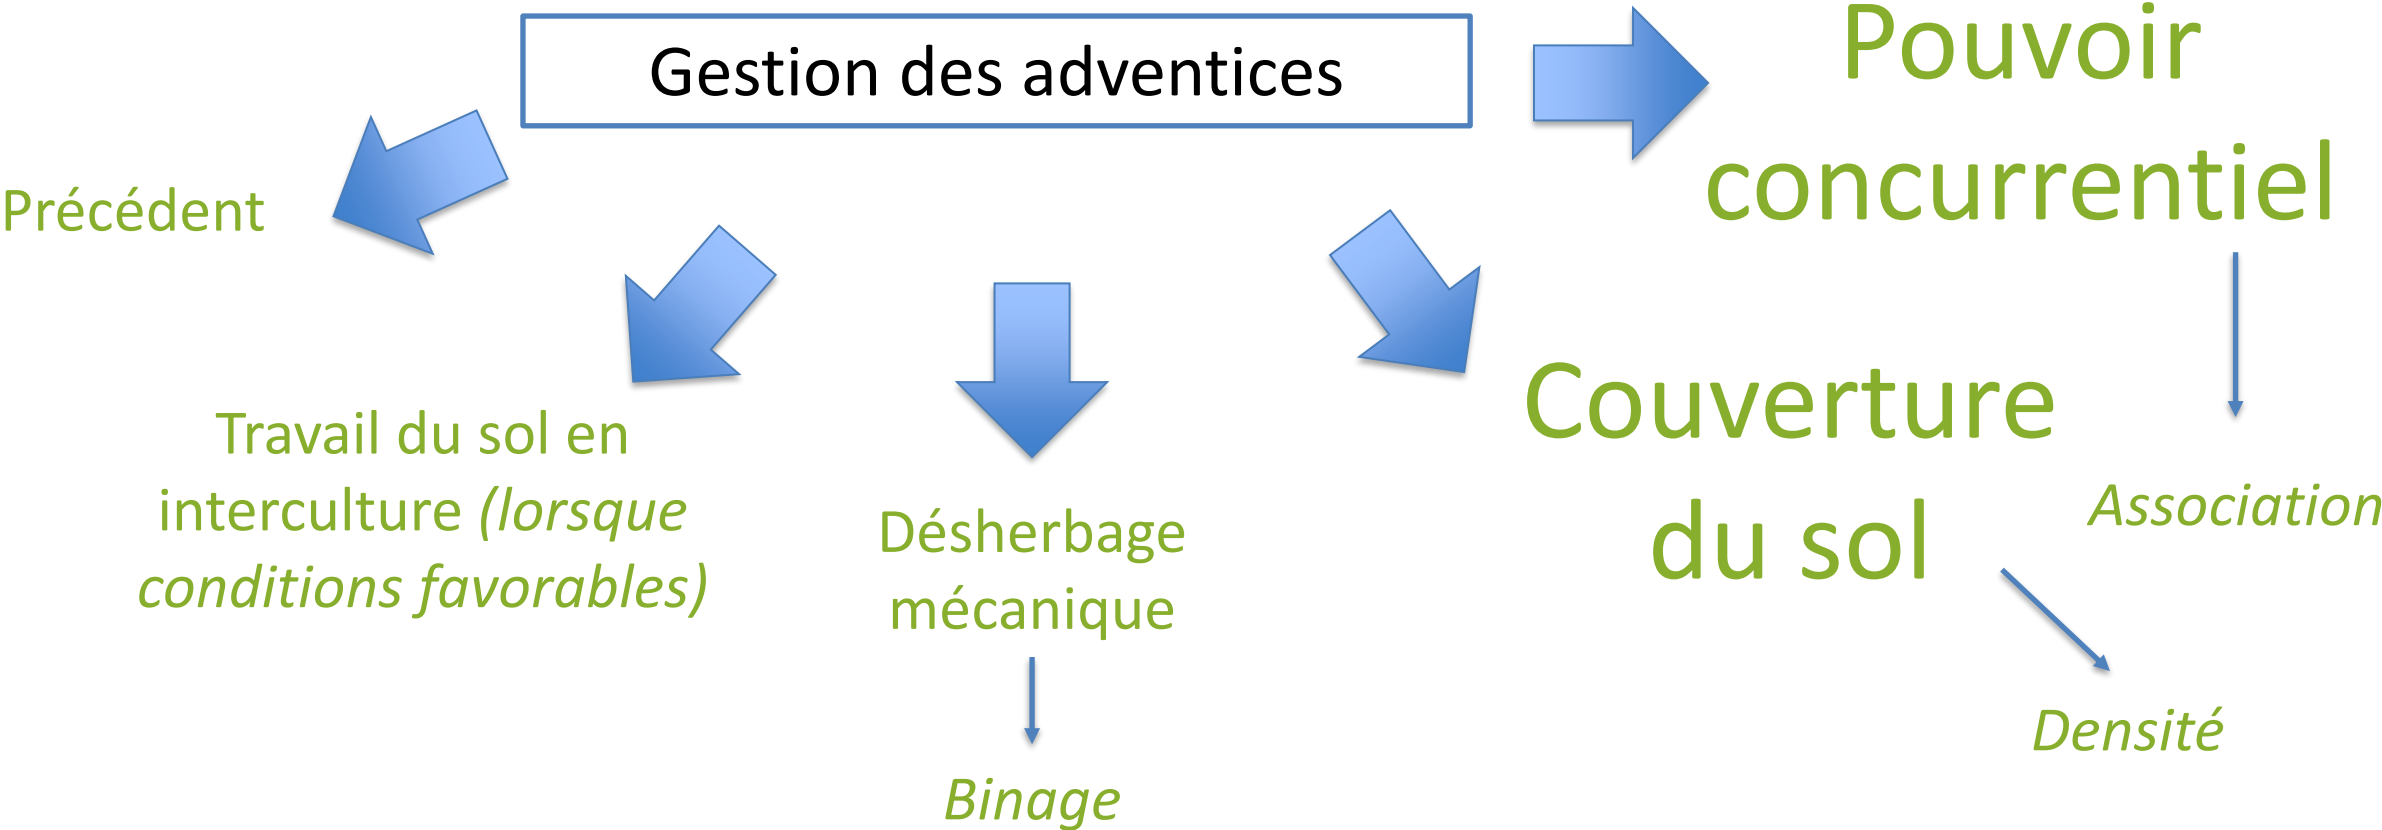 Gestion des adventices
Pouvoir
concurrentiel
Précédent
Travail du sol en
interculture (lorsque
conditions favorables)
Désherbage
mécanique
Binage
Couverture
du sol
Association
Densité